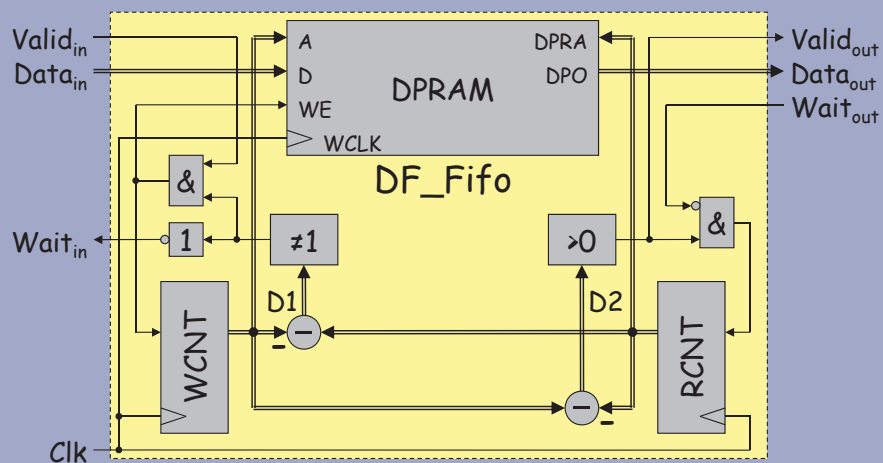 Valid_in
Data_in
Wait_in
Clk
A
D
WE
WCLK
DPRAM
DPRA
DPO
DF_Fifo
Valid_out
Data_out
Wait_out
&
1
≠1
>0
&
D1
D2
WCNT
−
-
RCNT
−
-